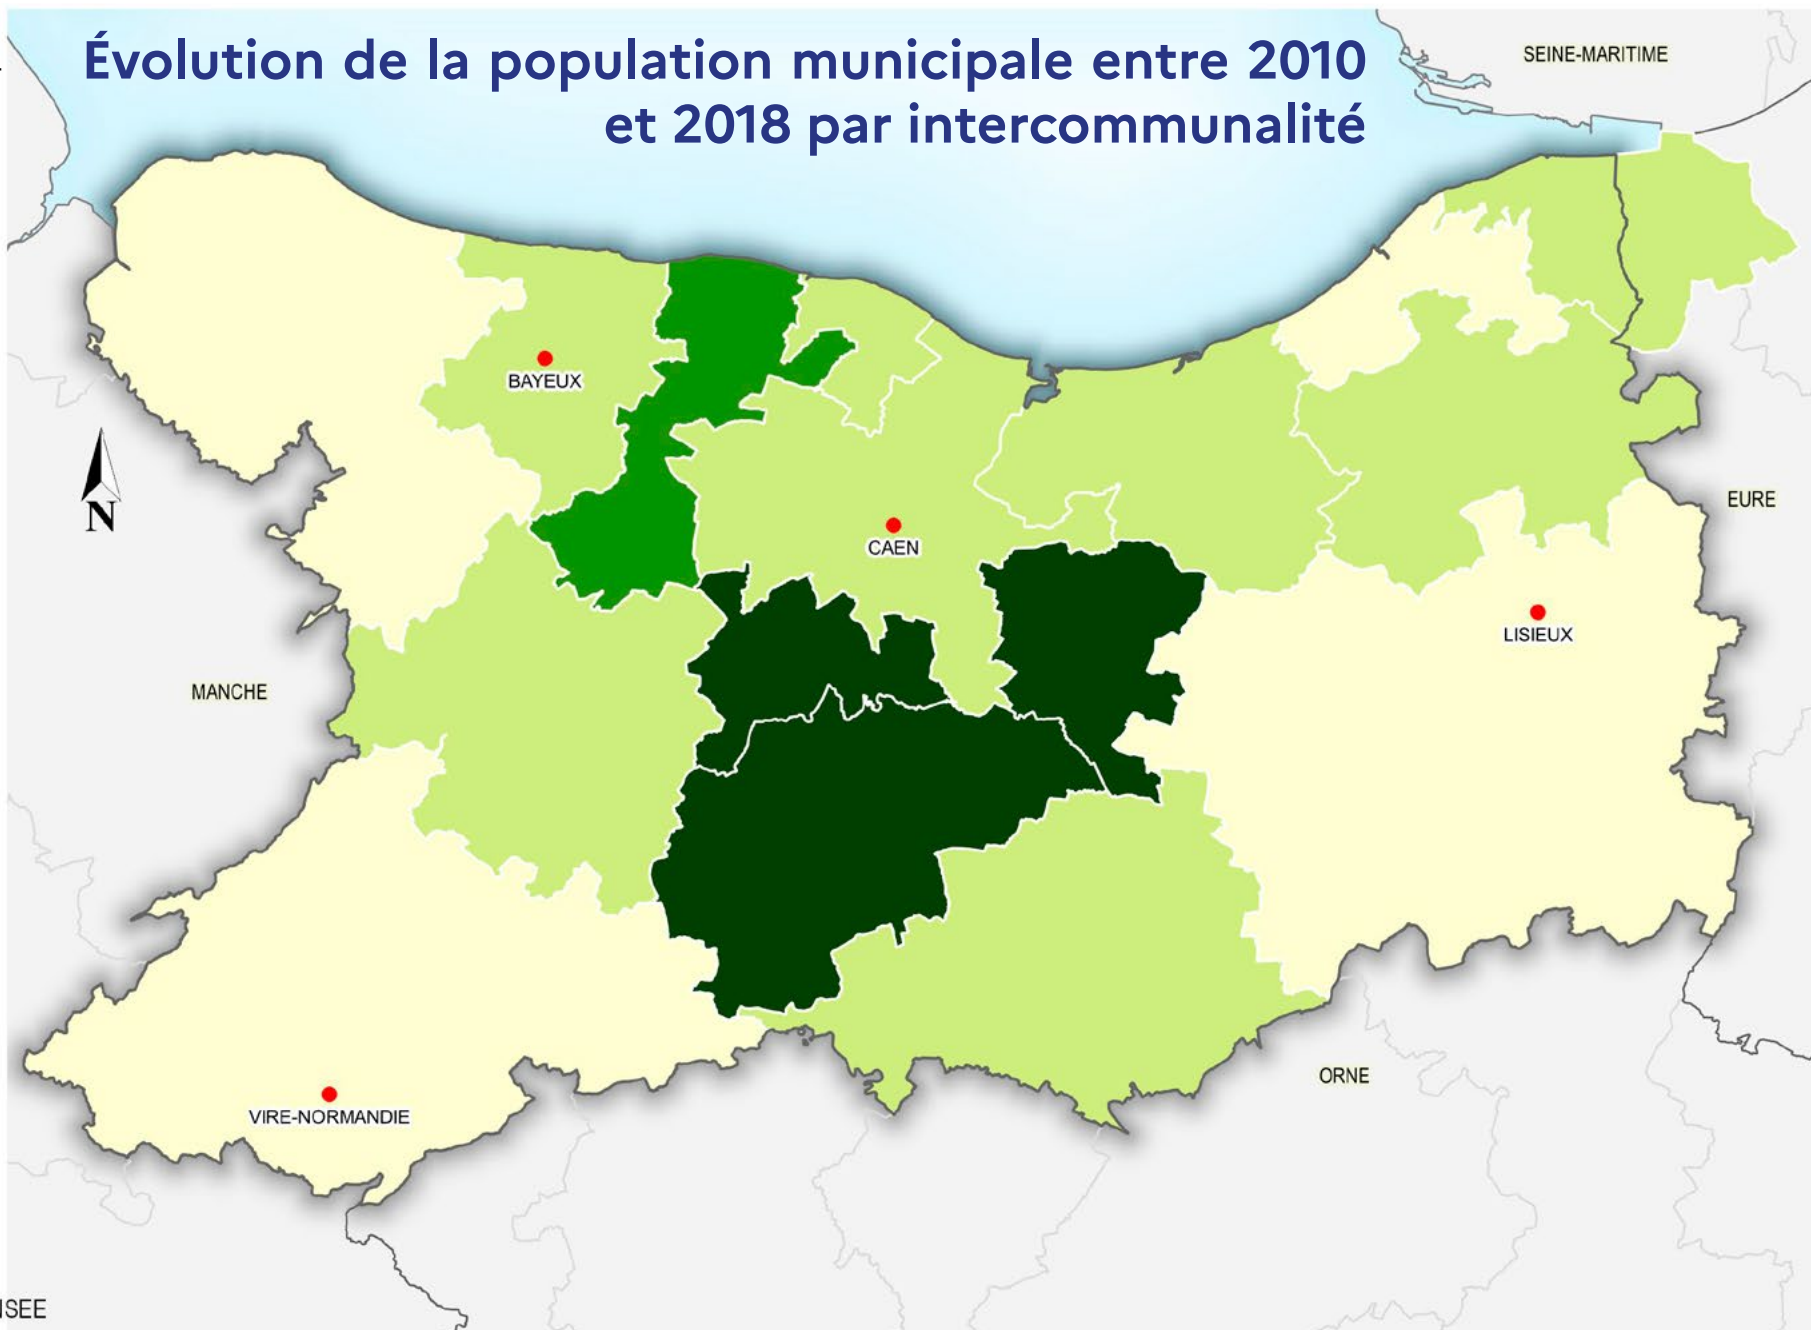 Évolution de la population municipale entre 2010
et 2018 par intercommunalité
SEINE-MARITIME
BAYEUX
N
EURE
CAEN
LISIEUX
MANCHE
ORNE
VIRE-NORMANDIE